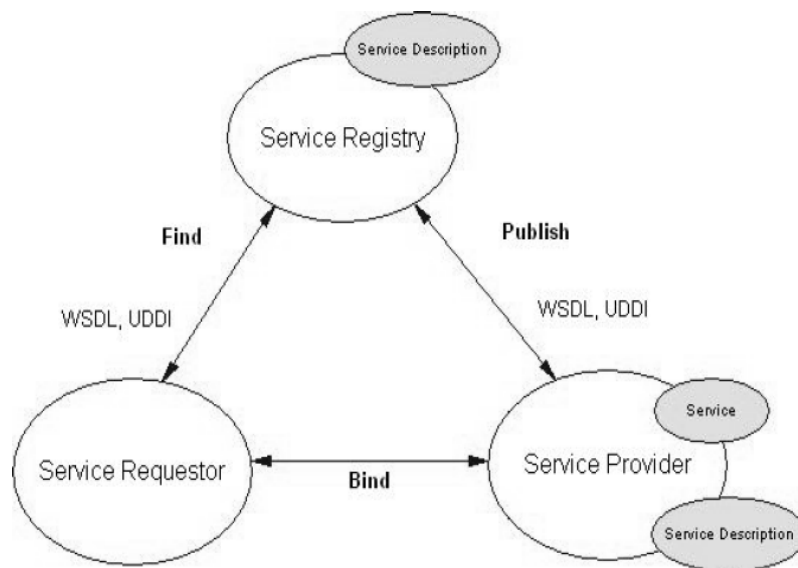 Service Description
Service Registry
Find
Publish
WSDL, UDDI
WSDL, UDDI
Service
Service Requestor
Service Provider
Bind
Service Description